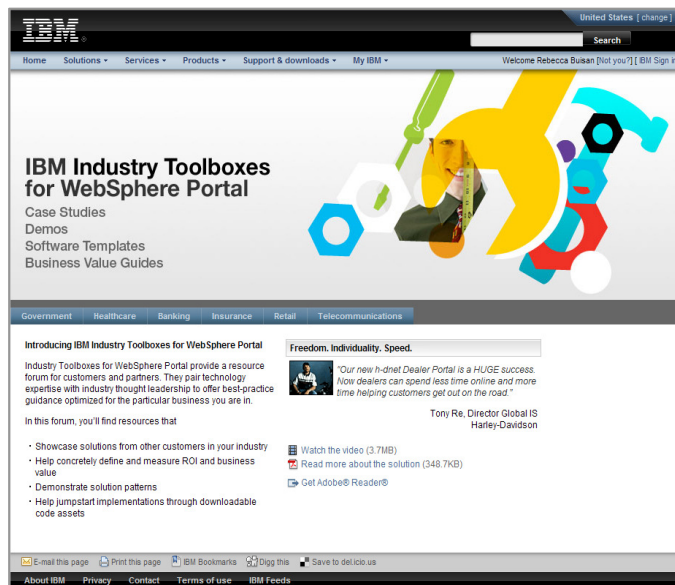 IBM®
United States [ change ]
Search
Home Solutions Services Products Support & downloads My IBM
Welcome Rebecca Buisan [Not you?] [ IBM Sign in
IBM Industry Toolboxes
for WebSphere Portal
Case Studies
Demos
Software Templates
Business Value Guides
Government Healthcare Banking Insurance Retail Telecommunications
Introducing IBM Industry Toolboxes for WebSphere Portal
Industry Toolboxes for WebSphere Portal provide a resource
forum for customers and partners. They pair technology
expertise with industry thought leadership to offer best-practice
guidance optimized for the particular business you are in.
In this forum, you'll find resources that
· Showcase solutions from other customers in your industry
· Help concretely define and measure ROI and business
value
· Demonstrate solution patterns
· Help jumpstart implementations through downloadable
code assets
Freedom. Individuality. Speed.
"Our new h-dnet Dealer Portal is a HUGE success.
Now dealers can spend less time online and more
time helping customers get out on the road."
Tony Re, Director Global IS
Harley-Davidson
Watch the video (3.7MB)
Read more about the solution (348.7KB)
Get Adobe® Reader®
E-mail this page Print this page IBM Bookmarks Digg this Save to del.icio.us
About IBM Privacy Contact Terms of use IBM Feeds